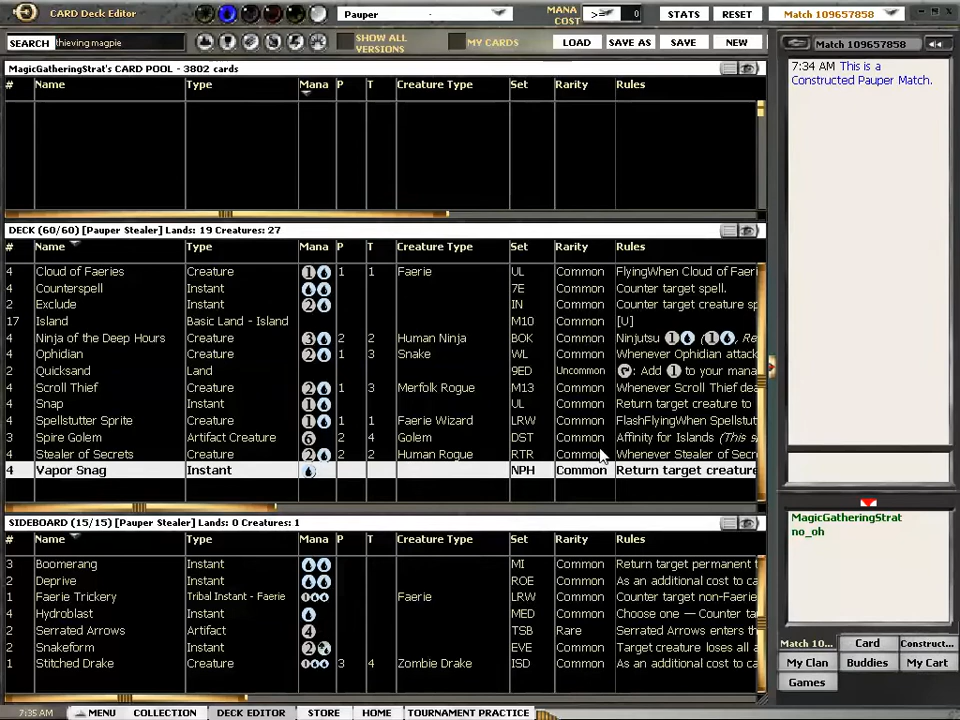 CARD Deck Editor
Pauper
MANA COST
>=
0
STATS
RESET
Match 109657858
SEARCH
thieving magpie
SHOW ALL VERSIONS
MY CARDS
LOAD
SAVE AS
SAVE
NEW
Match 109657858
MagicGatheringStrat's CARD POOL - 3802 cards
# Name Type Mana P T Creature Type Set Rarity Rules
7:34 AM This is a
Constructed Pauper Match.
DECK (60/60) [Pauper Stealer] Lands: 19 Creatures: 27
# Name Type Mana P T Creature Type Set Rarity Rules
4 Cloud of Faeries Creature 1 1 1 Faerie UL Common FlyingWhen Cloud of Faeri
4 Counterspell Instant 7E Common Counter target spell.
2 Exclude Instant 2 IN Common Counter target creature sp
17 Island Basic Land - Island M10 Common [U]
4 Ninja of the Deep Hours Creature 3 2 2 Human Ninja BOK Common Ninjutsu 1 (1, Re
4 Ophidian Creature 2 1 3 Snake WL Common Whenever Ophidian attack
2 Quicksand Land 9ED Uncommon : Add 1 to your mana
4 Scroll Thief Creature 2 1 3 Merfolk Rogue M13 Common Whenever Scroll Thief dea
4 Snap Instant 1 UL Common Return target creature to
4 Spellstutter Sprite Creature 1 1 1 Faerie Wizard LRW Common FlashFlyingWhen Spellstut
3 Spire Golem Artifact Creature 6 2 4 Golem DST Common Affinity for Islands (This s
4 Stealer of Secrets Creature 2 2 2 Human Rogue RTR Common Whenever Stealer of Secr
4 Vapor Snag Instant NPH Common Return target creature
SIDEBOARD (15/15) [Pauper Stealer] Lands: 0 Creatures: 1
# Name Type Mana P T Creature Type Set Rarity Rules
3 Boomerang Instant MI Common Return target permanent t
2 Deprive Instant ROE Common As an additional cost to ca
1 Faerie Trickery Tribal Instant - Faerie 1 Faerie LRW Common Counter target non-Faerie
4 Hydroblast Instant MED Common Choose one — Counter ta
2 Serrated Arrows Artifact 4 TSB Rare Serrated Arrows enters th
2 Snakeform Instant 2 EVE Common Target creature loses all a
1 Stitched Drake Creature 1 3 4 Zombie Drake ISD Common As an additional cost to ca
MagicGatheringStrat
no_oh
Match 10...
Card
Construct...
My Clan
Buddies
My Cart
Games
7:35 AM
MENU
COLLECTION
DECK EDITOR
STORE
HOME
TOURNAMENT PRACTICE